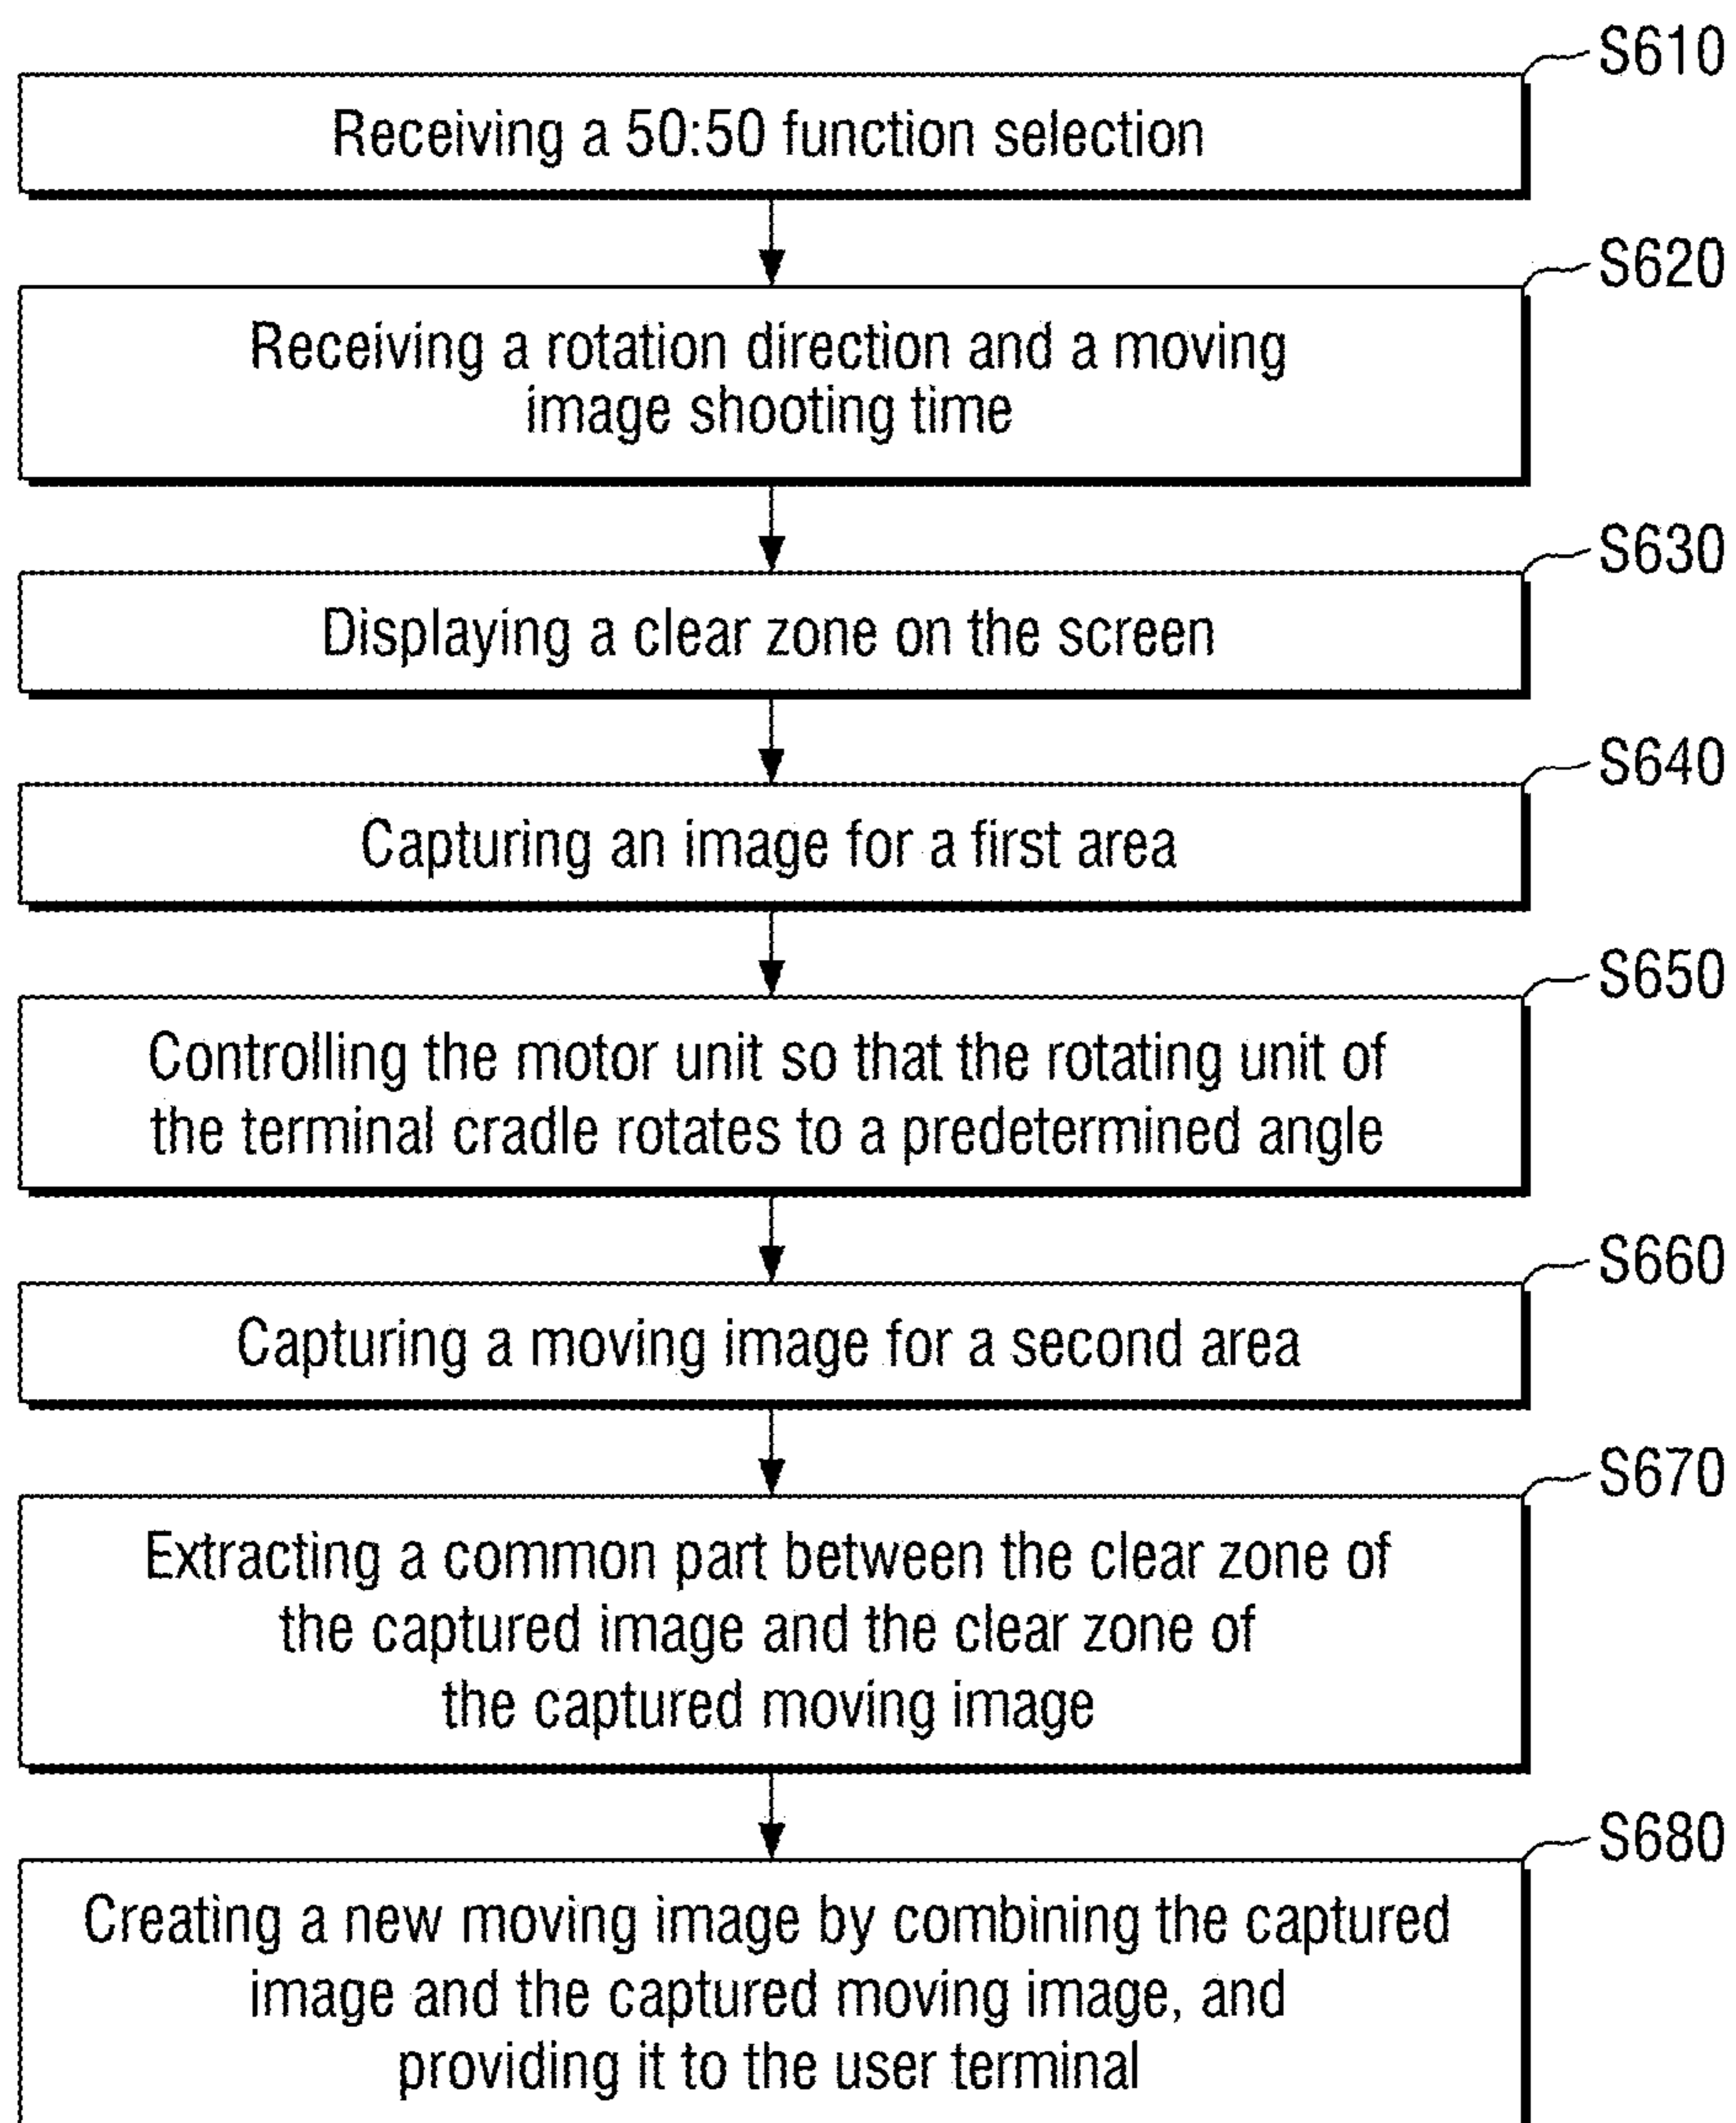 S610
Receiving a 50:50 function selection
S620
Receiving a rotation direction and a moving
image shooting time
S630
Displaying a clear zone on the screen
S640
Capturing an image for a first area
S650
Controlling the motor unit so that the rotating unit of
the terminal cradle rotates to a predetermined angle
S660
Capturing a moving image for a second area
S670
Extracting a common part between the clear zone of
the captured image and the clear zone of
the captured moving image
S680
Creating a new moving image by combining the captured
image and the captured moving image, and
providing it to the user terminal